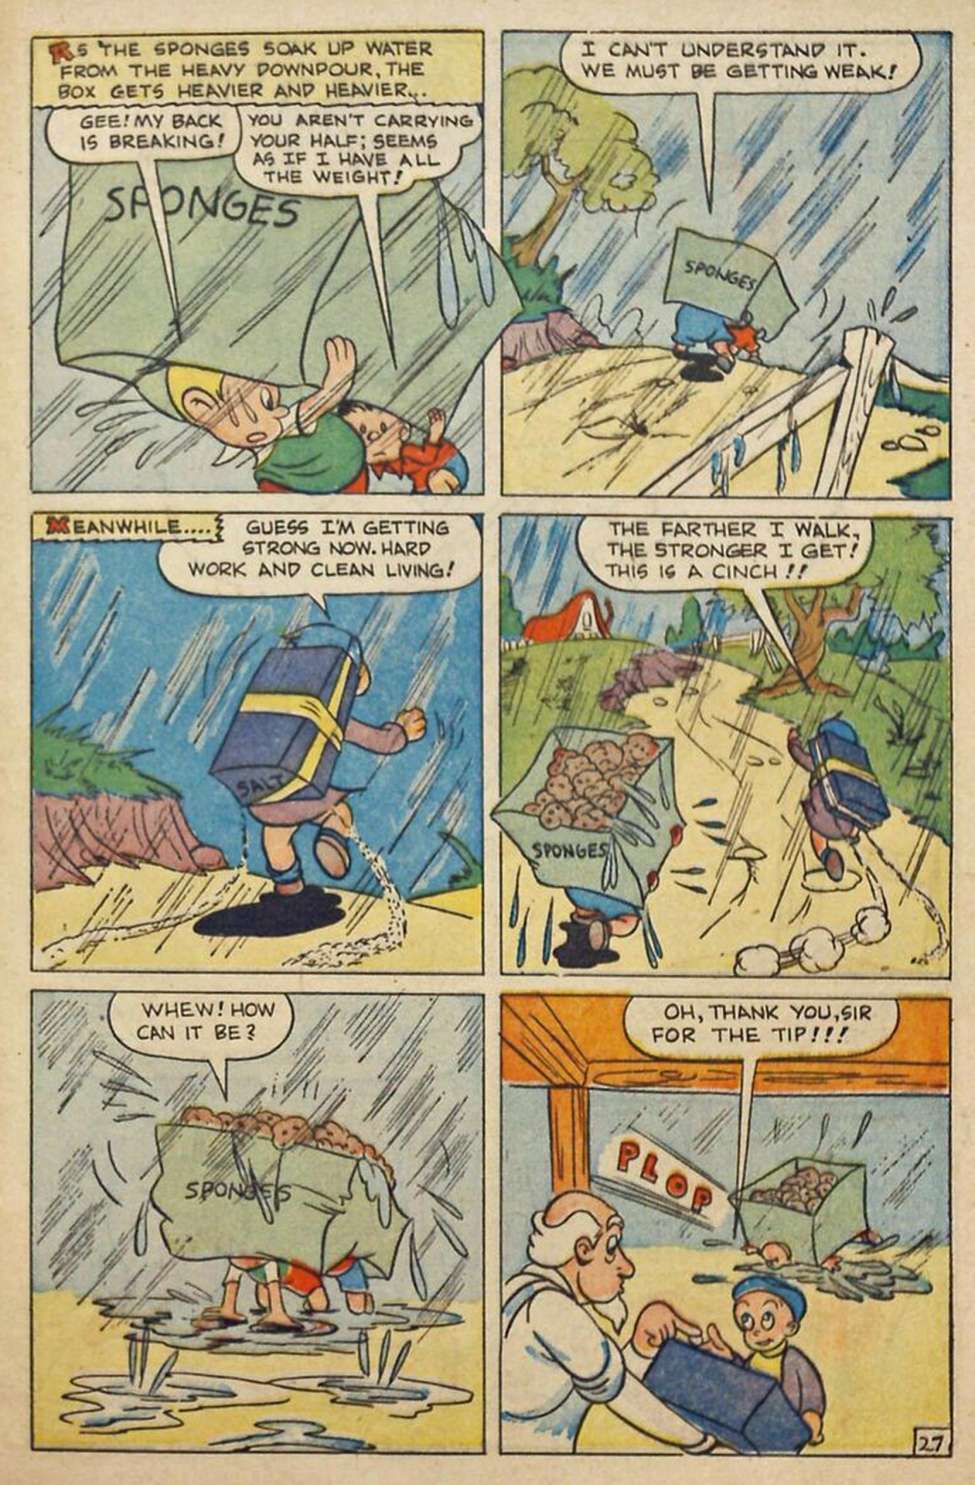 AS THE SPONGES SOAK UP WATER
FROM THE HEAVY DOWNPOUR, THE
BOX GETS HEAVIER AND HEAVIER...
GEE! MY BACK
IS BREAKING!
YOU AREN'T CARRYING
YOUR HALF; SEEMS
AS IF I HAVE ALL
THE WEIGHT!
SPONGES
I CAN'T UNDERSTAND IT.
WE MUST BE GETTING WEAK!
SPONGES
MEANWHILE....
GUESS I'M GETTING
STRONG NOW. HARD
WORK AND CLEAN LIVING!
SALT
THE FARTHER I WALK,
THE STRONGER I GET!
THIS IS A CINCH!!
SPONGES
WHEW! HOW
CAN IT BE?
SPONGES
OH, THANK YOU, SIR
FOR THE TIP!!!
PLOP
27